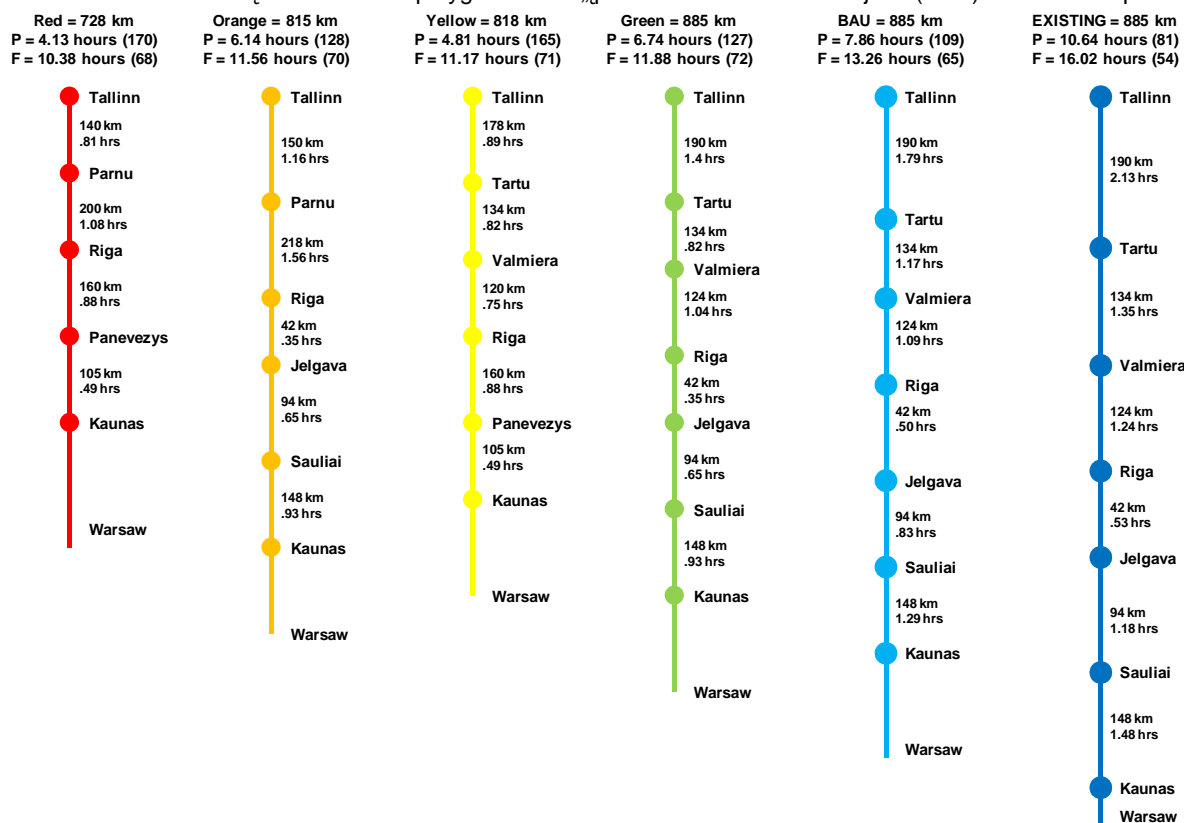 Red = 728 km
P = 4.13 hours (170)
F = 10.38 hours (68)
Tallinn
140 km
.81 hrs
Parnu
200 km
1.08 hrs
Riga
160 km
.88 hrs
Panevezys
105 km
.49 hrs
Kaunas
Warsaw
Orange = 815 km
P = 6.14 hours (128)
F = 11.56 hours (70)
Tallinn
150 km
1.16 hrs
Parnu
218 km
1.56 hrs
Riga
42 km
.35 hrs
Jelgava
94 km
.65 hrs
Sauliai
148 km
.93 hrs
Kaunas
Warsaw
Yellow = 818 km
P = 4.81 hours (165)
F = 11.17 hours (71)
Tallinn
178 km
.89 hrs
Tartu
134 km
.82 hrs
Valmiera
120 km
.75 hrs
Riga
160 km
.88 hrs
Panevezys
105 km
.49 hrs
Kaunas
Warsaw
Green = 885 km
P = 6.74 hours (127)
F = 11.88 hours (72)
Tallinn
190 km
1.4 hrs
Tartu
134 km
.82 hrs
Valmiera
124 km
1.04 hrs
Riga
42 km
.35 hrs
Jelgava
94 km
.65 hrs
Sauliai
148 km
.93 hrs
Kaunas
Warsaw
BAU = 885 km
P = 7.86 hours (109)
F = 13.26 hours (65)
Tallinn
190 km
1.79 hrs
Tartu
134 km
1.17 hrs
Valmiera
124 km
1.09 hrs
Riga
42 km
.50 hrs
Jelgava
94 km
.83 hrs
Sauliai
148 km
1.29 hrs
Kaunas
Warsaw
EXISTING = 885 km
P = 10.64 hours (81)
F = 16.02 hours (54)
Tallinn
190 km
2.13 hrs
Tartu
134 km
1.35 hrs
Valmiera
124 km
1.24 hrs
Riga
42 km
.53 hrs
Jelgava
94 km
1.18 hrs
Sauliai
148 km
1.48 hrs
Kaunas
Warsaw